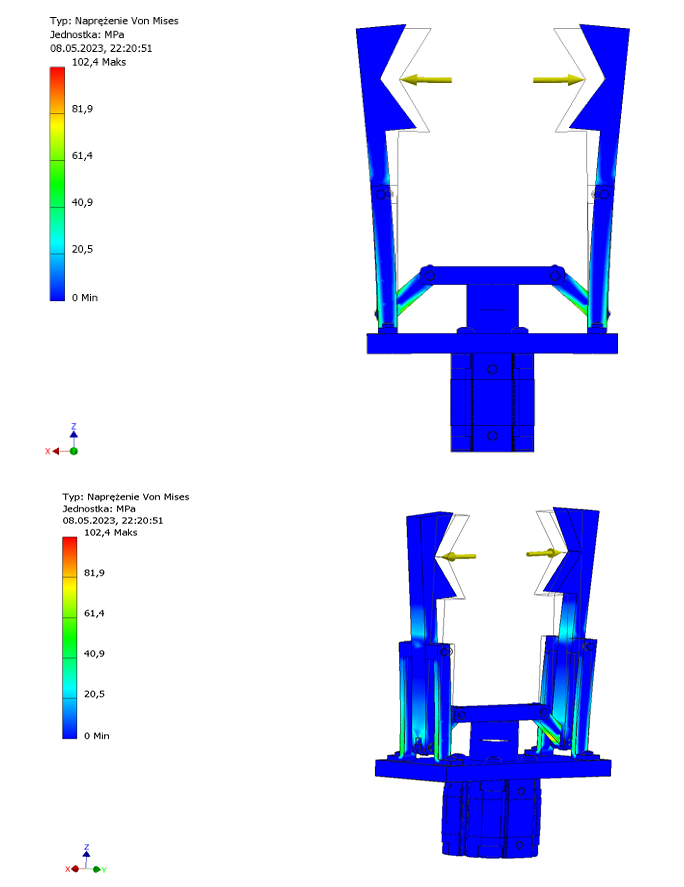 Typ: Naprężenie Von Mises
Jednostka: MPa
08.05.2023, 22:20:51
102,4 Maks
81,9
61,4
40,9
20,5
0 Min
Z
X
Typ: Naprężenie Von Mises
Jednostka: MPa
08.05.2023, 22:20:51
102,4 Maks
81,9
61,4
40,9
20,5
0 Min
Z
X Y